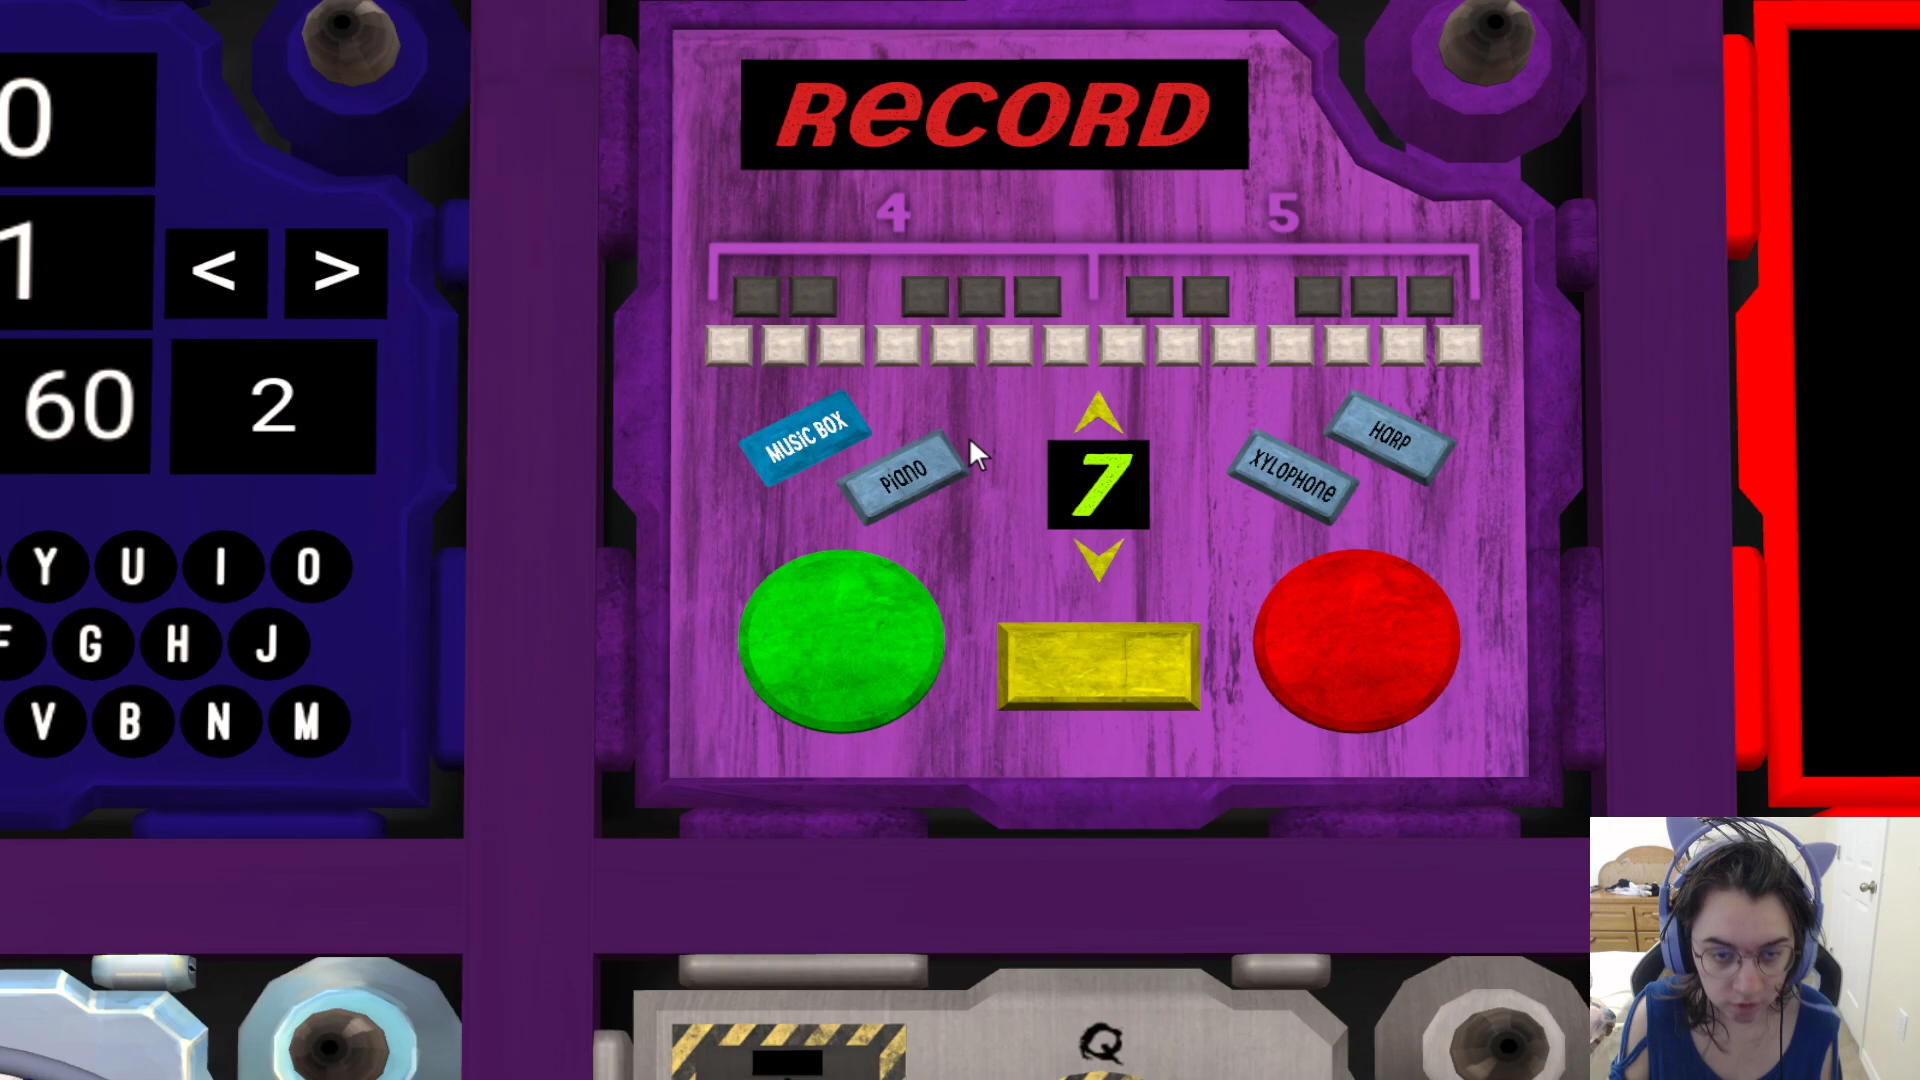 0
1
< >
60 2
Y U I O
F G H J
V B N M
RECORD
4 5
MUSIC BOX
PIANO
7
XYLOPHONE
HARP
Q